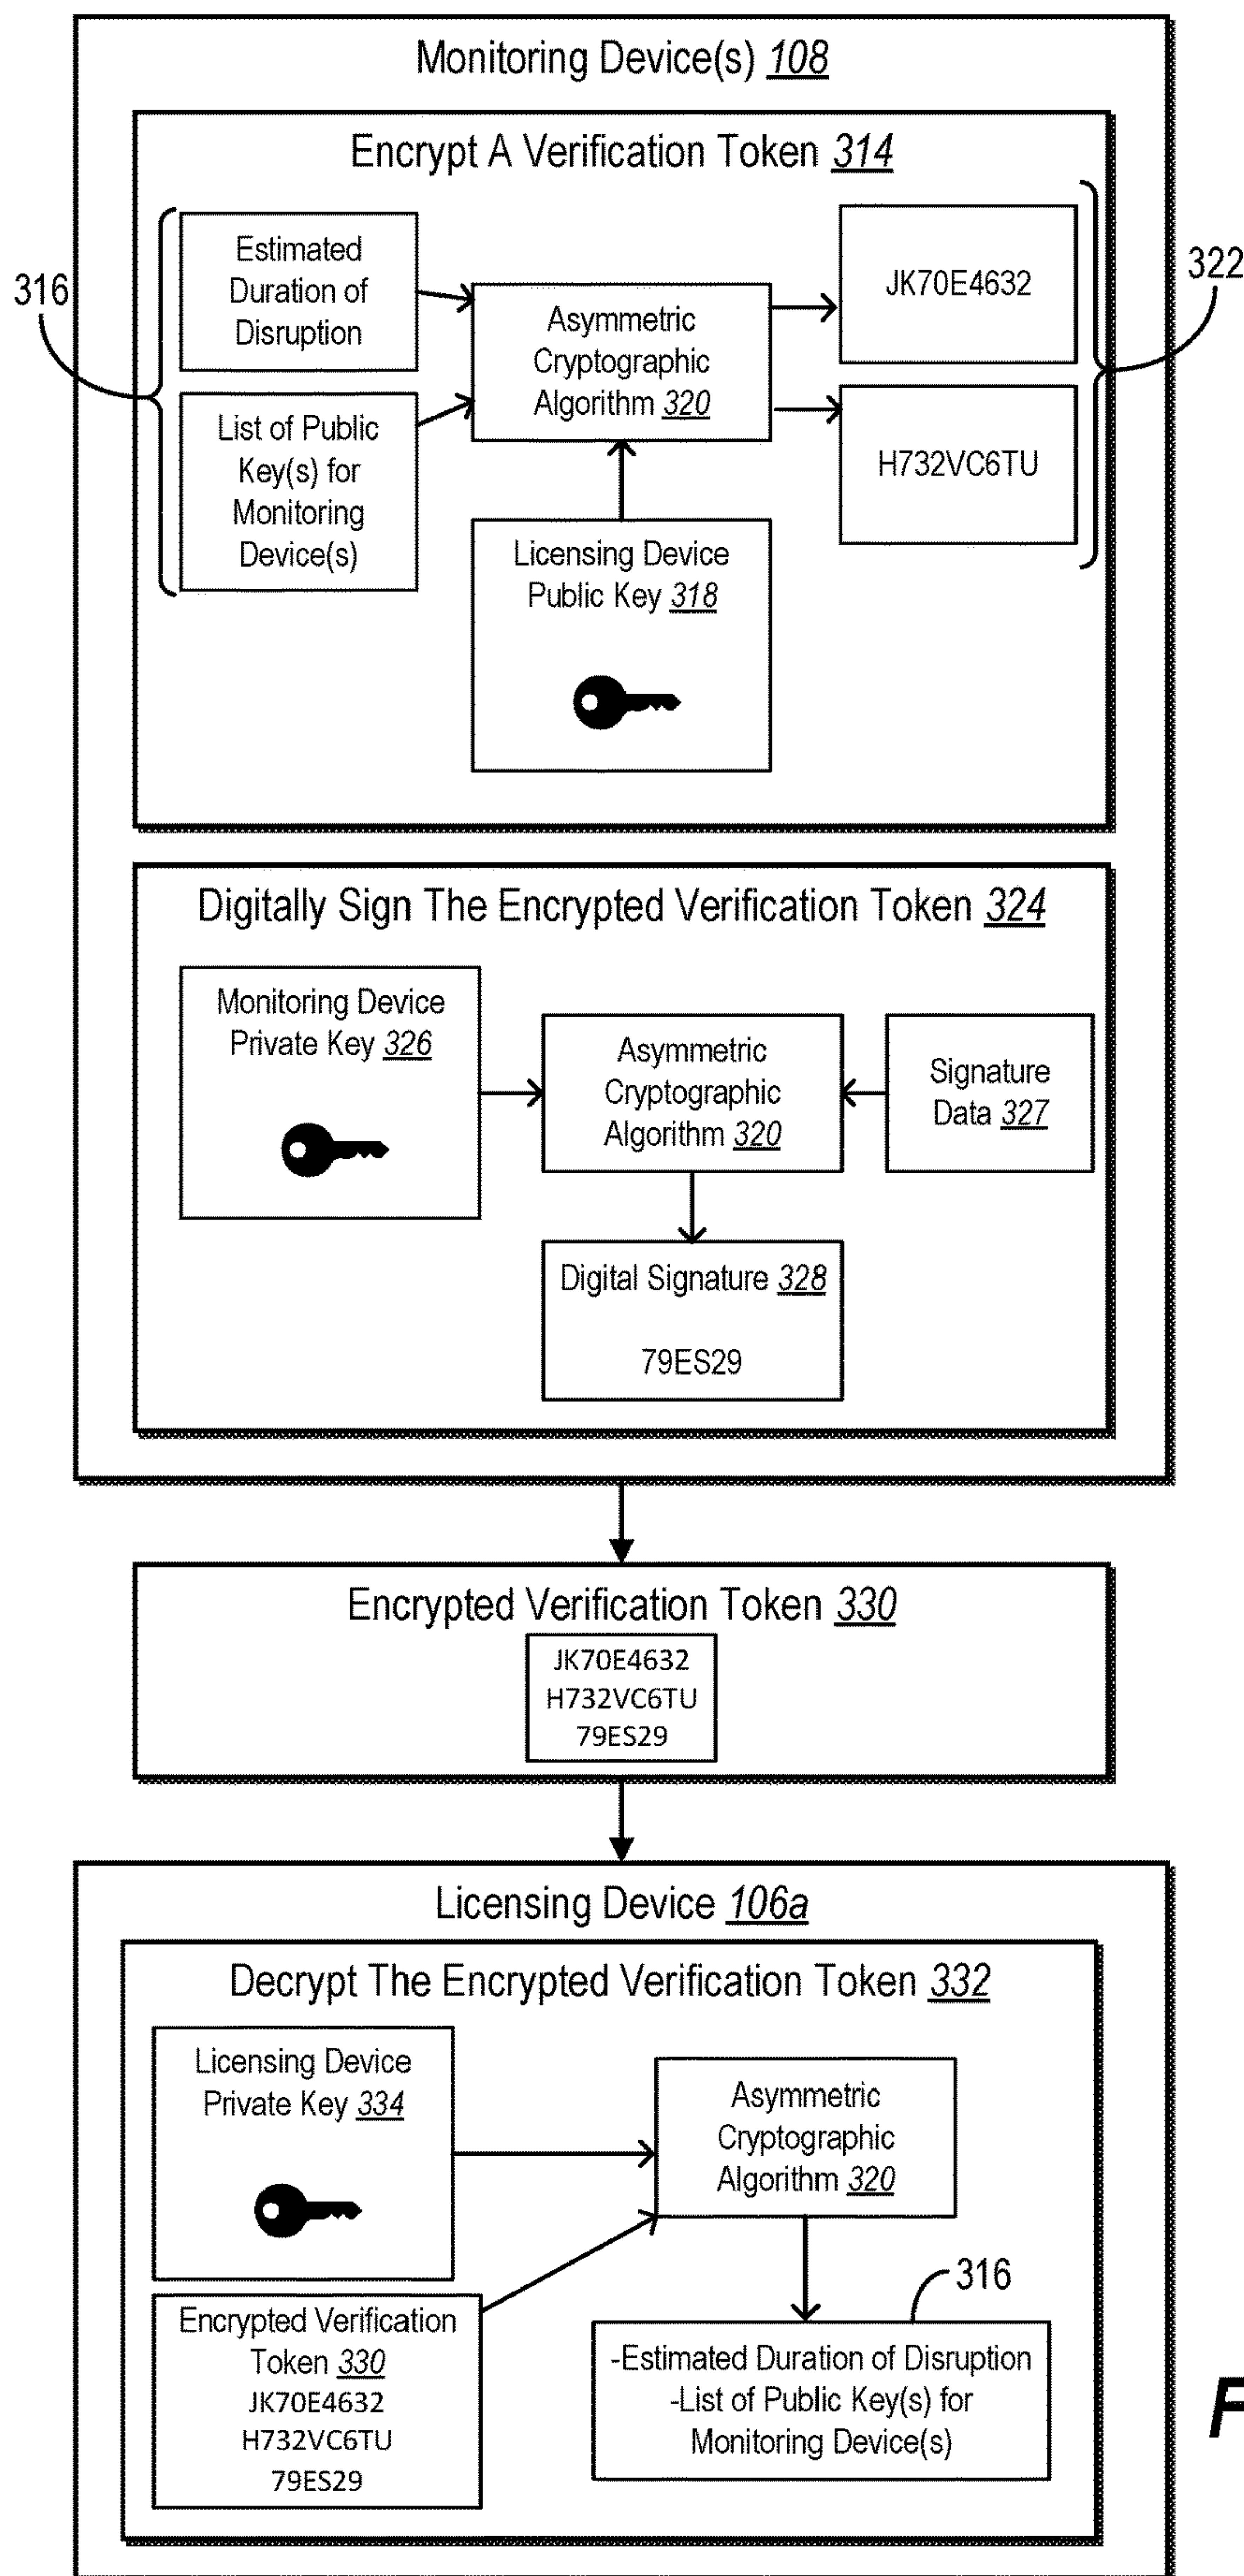 Monitoring Device(s) 108
Encrypt A Verification Token 314
316
Estimated
Duration of
Disruption
List of Public
Key(s) for
Monitoring
Device(s)
Asymmetric
Cryptographic
Algorithm 320
Licensing Device
Public Key 318
JK70E4632
H732VC6TU
322
Digitally Sign The Encrypted Verification Token 324
Monitoring Device
Private Key 326
Asymmetric
Cryptographic
Algorithm 320
Signature
Data 327
Digital Signature 328
79ES29
Encrypted Verification Token 330
JK70E4632
H732VC6TU
79ES29
Licensing Device 106a
Decrypt The Encrypted Verification Token 332
Licensing Device
Private Key 334
Asymmetric
Cryptographic
Algorithm 320
Encrypted Verification
Token 330
JK70E4632
H732VC6TU
79ES29
316
-Estimated Duration of Disruption
-List of Public Key(s) for
Monitoring Device(s)